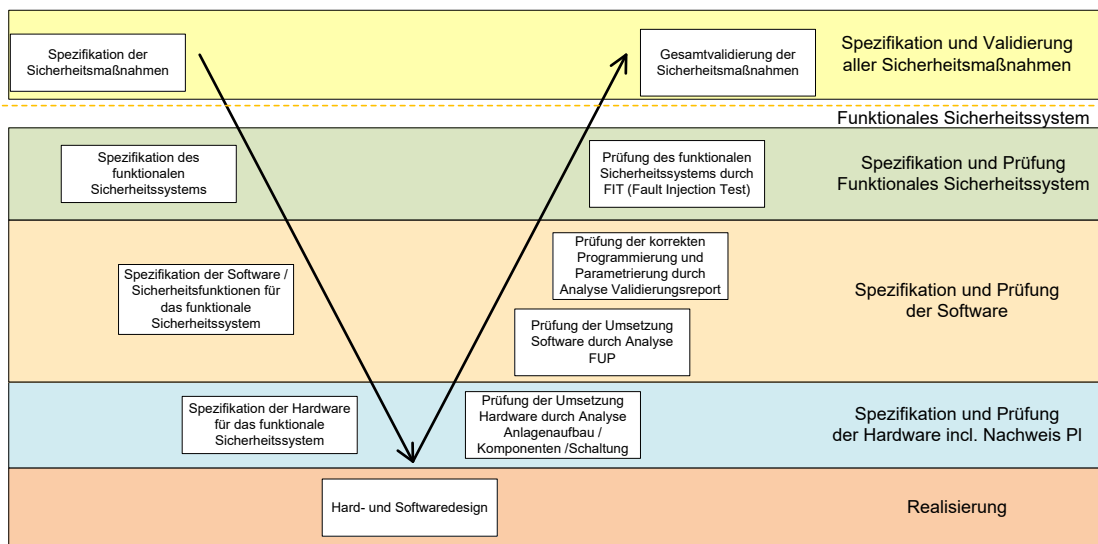 Spezifikation der
Sicherheitsmaßnahmen
Gesamtvalidierung der
Sicherheitsmaßnahmen
Spezifikation und Validierung
aller Sicherheitsmaßnahmen
Funktionales Sicherheitssystem
Spezifikation des
funktionalen
Sicherheitssystems
Prüfung des funktionalen
Sicherheitssystems durch
FIT (Fault Injection Test)
Spezifikation und Prüfung
Funktionales Sicherheitssystem
Spezifikation der Software /
Sicherheitsfunktionen für
das funktionale
Sicherheitssystem
Prüfung der korrekten
Programmierung und
Parametrierung durch
Analyse Validierungsreport
Prüfung der Umsetzung
Software durch Analyse
FUP
Spezifikation und Prüfung
der Software
Spezifikation der Hardware
für das funktionale
Sicherheitssystem
Prüfung der Umsetzung
Hardware durch Analyse
Anlagenaufbau /
Komponenten /Schaltung
Spezifikation und Prüfung
der Hardware incl. Nachweis Pl
Hard- und Softwaredesign
Realisierung